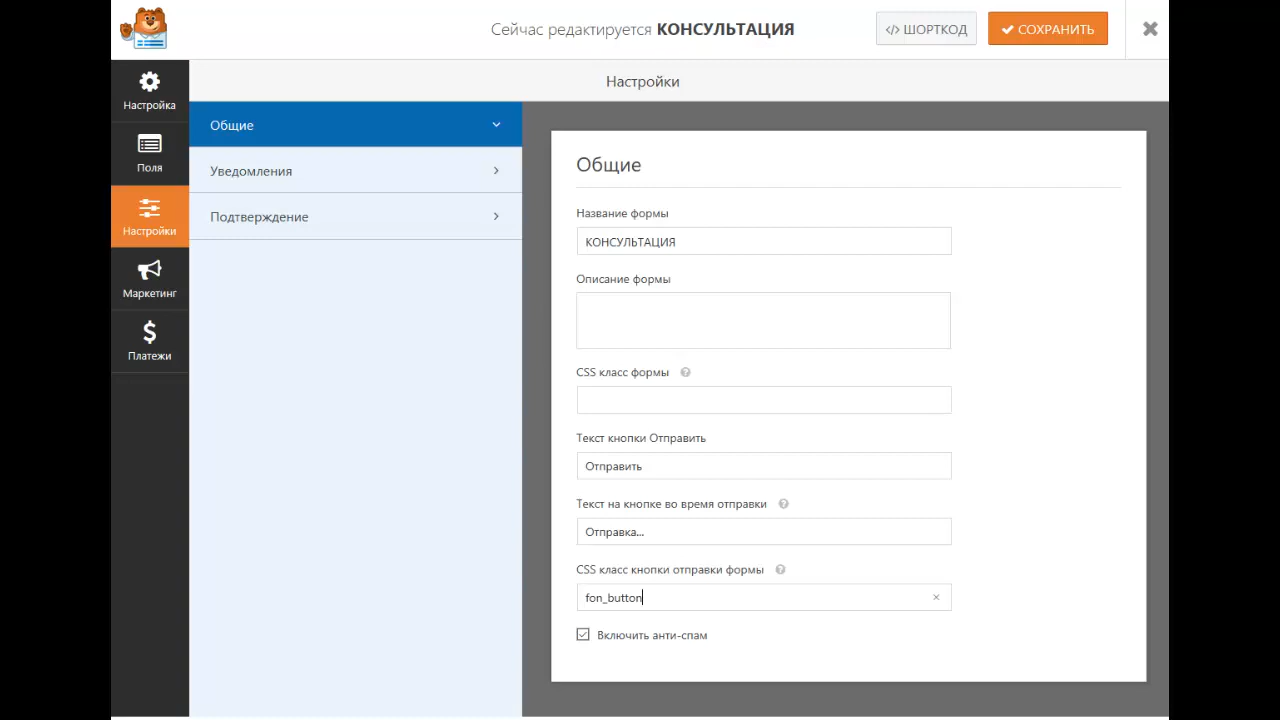 Сейчас редактируется КОНСУЛЬТАЦИЯ
</> ШОРТКОД
СОХРАНИТЬ
Настройка
Поля
Настройки
Маркетинг
Платежи
Настройки
Общие
Уведомления
Подтверждение
Общие
Название формы
КОНСУЛЬТАЦИЯ
Описание формы
CSS класс формы
Текст кнопки Отправить
Отправить
Текст на кнопке во время отправки
Отправка...
CSS класс кнопки отправки формы
fon_button
Включить анти-спам